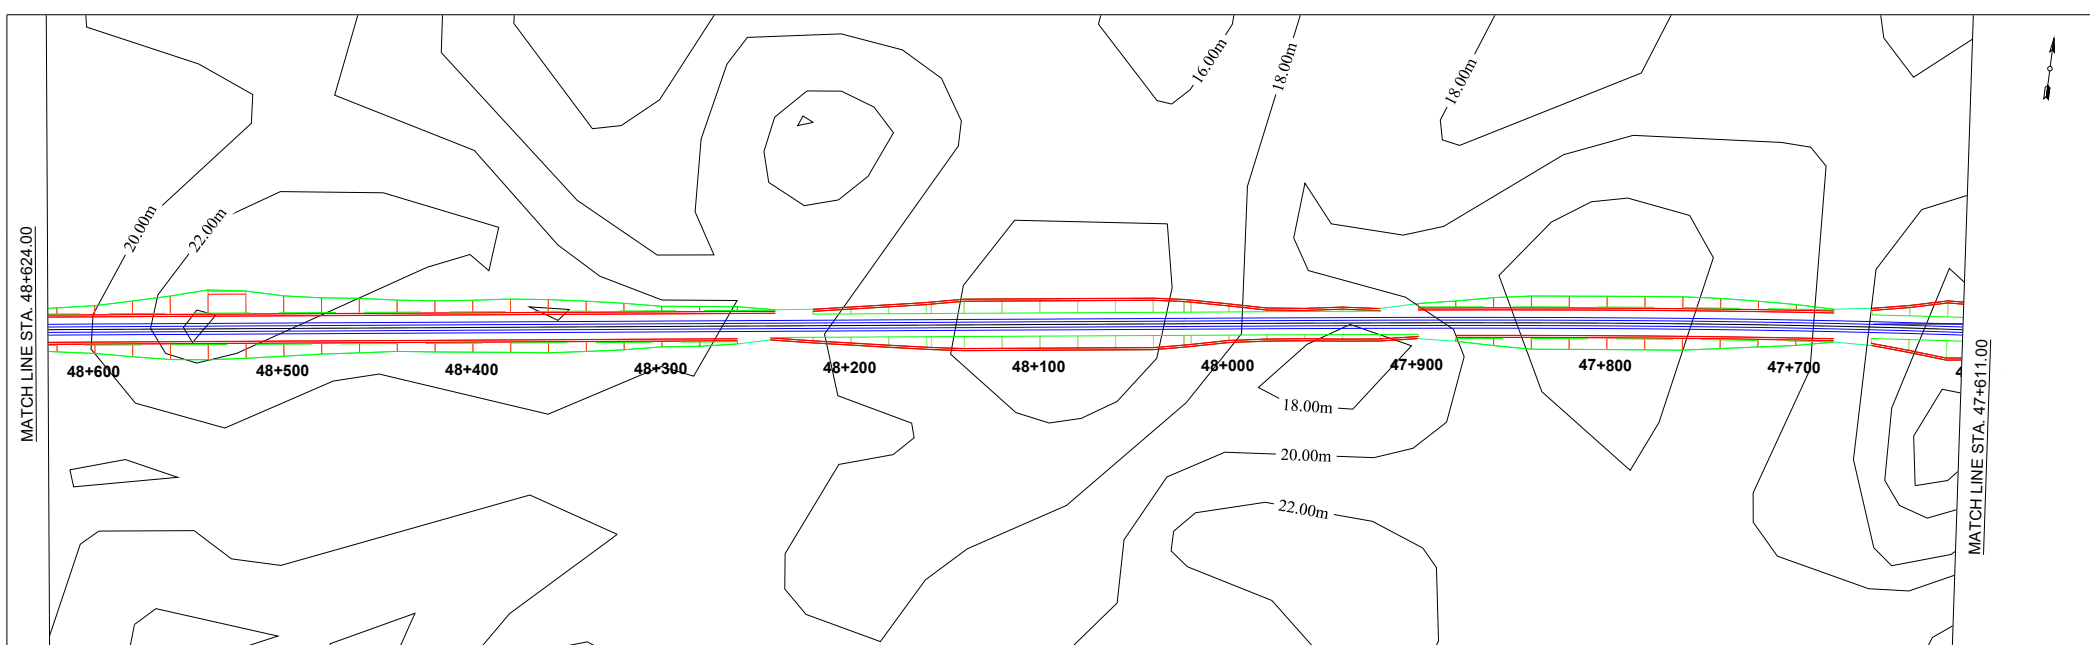 16.00m
18.00m
18.00m
20.00m
22.00m
MATCH LINE STA. 48+624.00
48+600
48+500
48+400
48+300
48+200
48+100
48+000
47+900
47+800
47+700
4
MATCH LINE STA. 47+611.00
18.00m
20.00m
22.00m